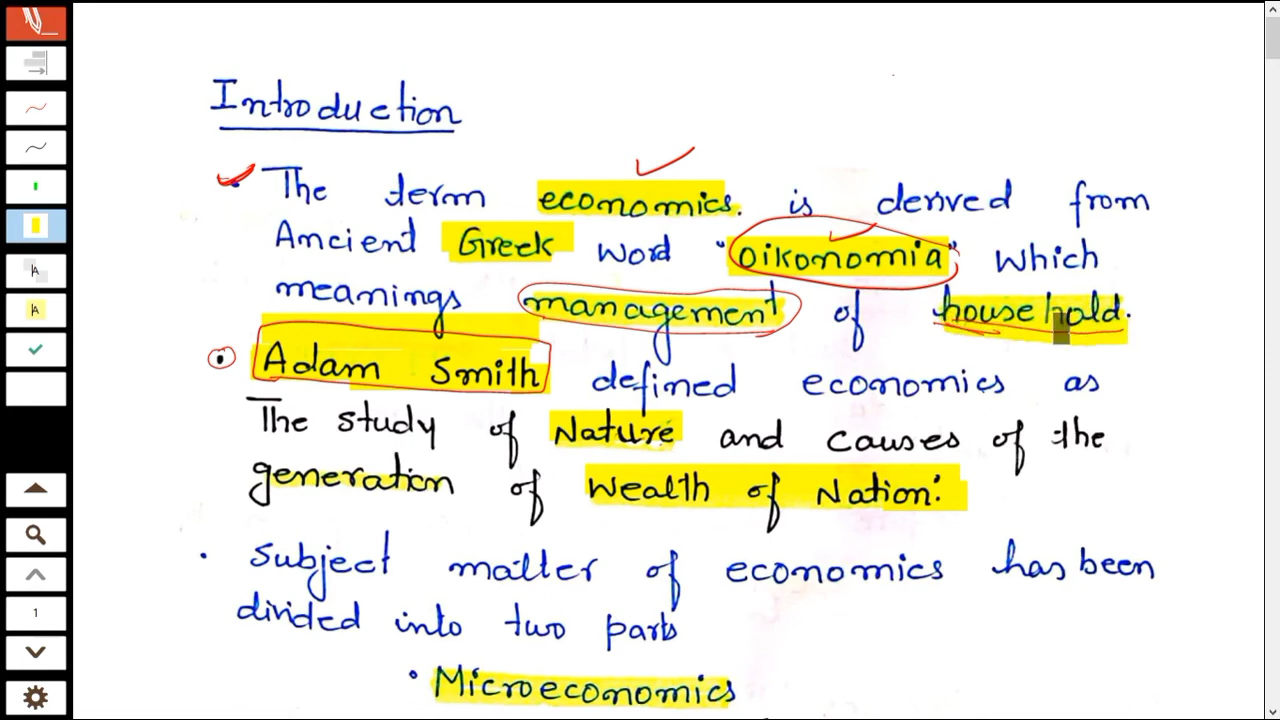 Introduction
• The term economics. is derived from
Ancient Greek word "oikonomia" which
meanings management of household.
• Adam Smith defined economics as
The study of Nature and causes of the
generation of Wealth of Nation:
• subject matter of economics has been
divided into two parts
• Microeconomics
1